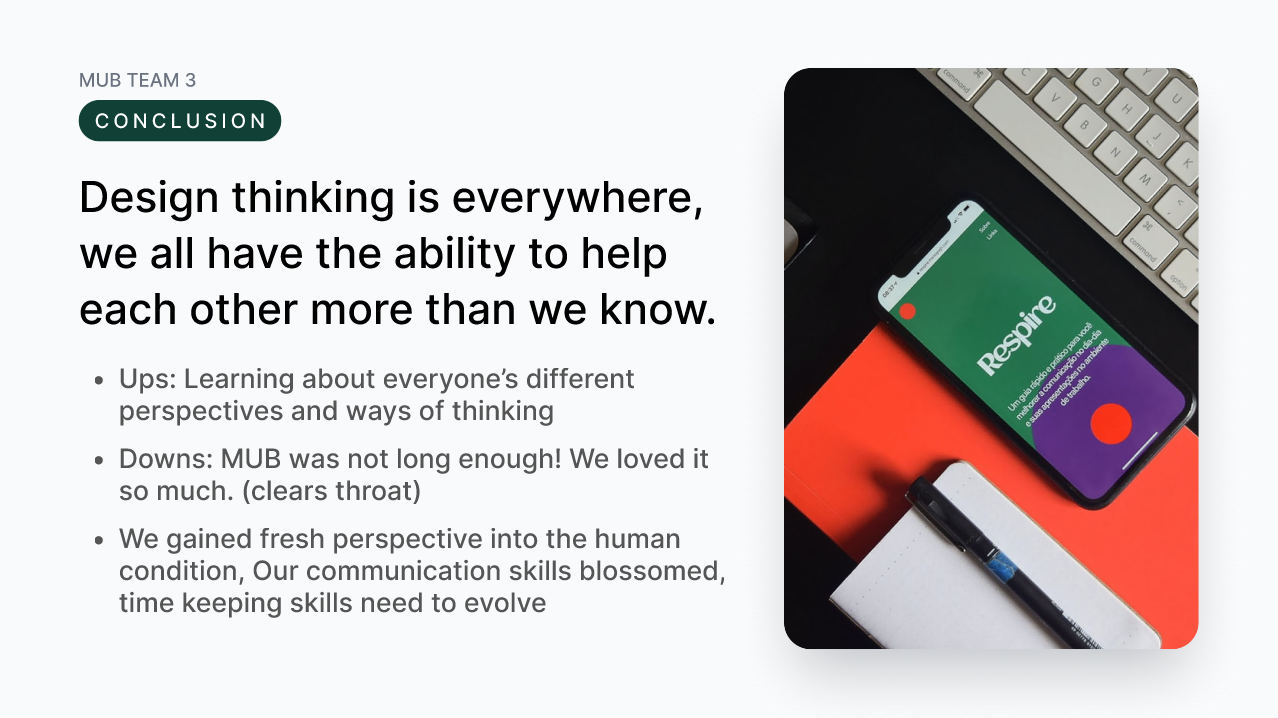 MUB TEAM 3
CONCLUSION
Design thinking is everywhere,
we all have the ability to help
each other more than we know.
• Ups: Learning about everyone’s different
perspectives and ways of thinking
• Downs: MUB was not long enough! We loved it
so much. (clears throat)
• We gained fresh perspective into the human
condition, Our communication skills blossomed,
time keeping skills need to evolve
command
C
V
B
N
M
G
H
J
K
Y
U
command
option
08:37
Sobre
Links
Respire
Um guia rápido e prático para você
melhorar a comunicação no dia-dia
e suas apresentações no ambiente
de trabalho.